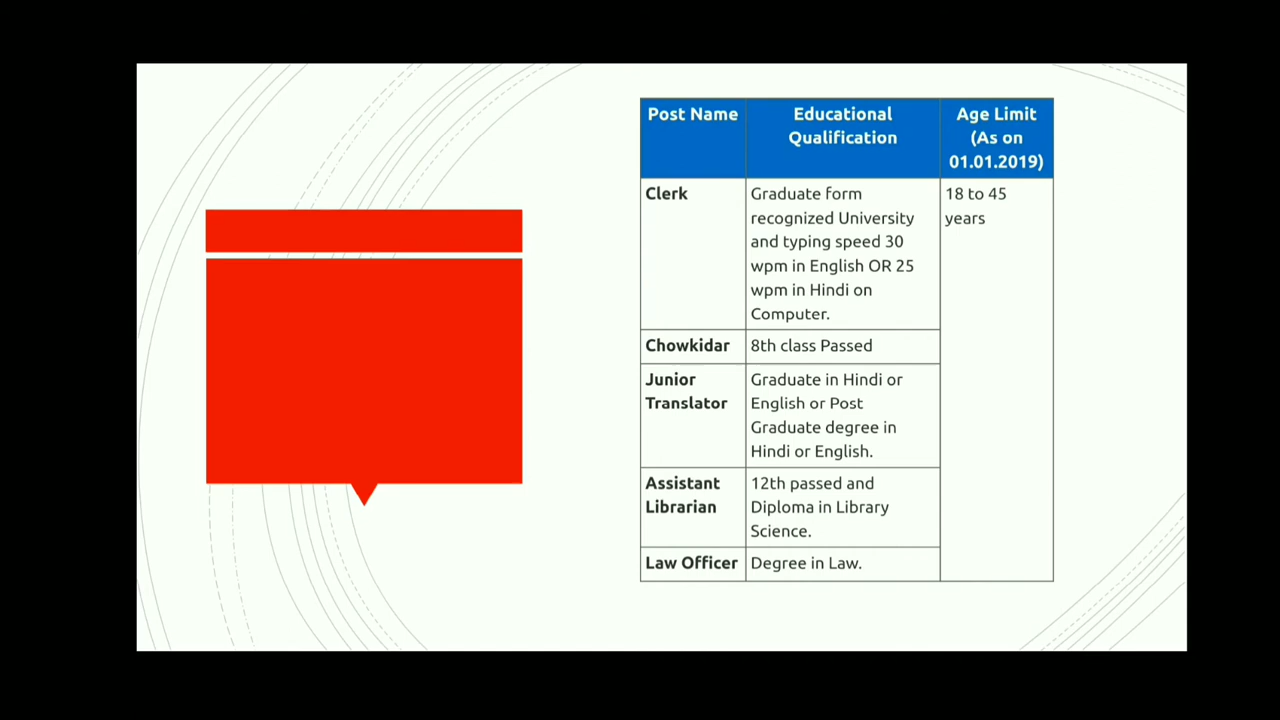 Post Name
Educational
Qualification
Age Limit
(As on
01.01.2019)
Clerk
Graduate form
recognized University
and typing speed 30
wpm in English OR 25
wpm in Hindi on
Computer.
18 to 45
years
Chowkidar
8th class Passed
Junior
Translator
Graduate in Hindi or
English or Post
Graduate degree in
Hindi or English.
Assistant
Librarian
12th passed and
Diploma in Library
Science.
Law Officer
Degree in Law.